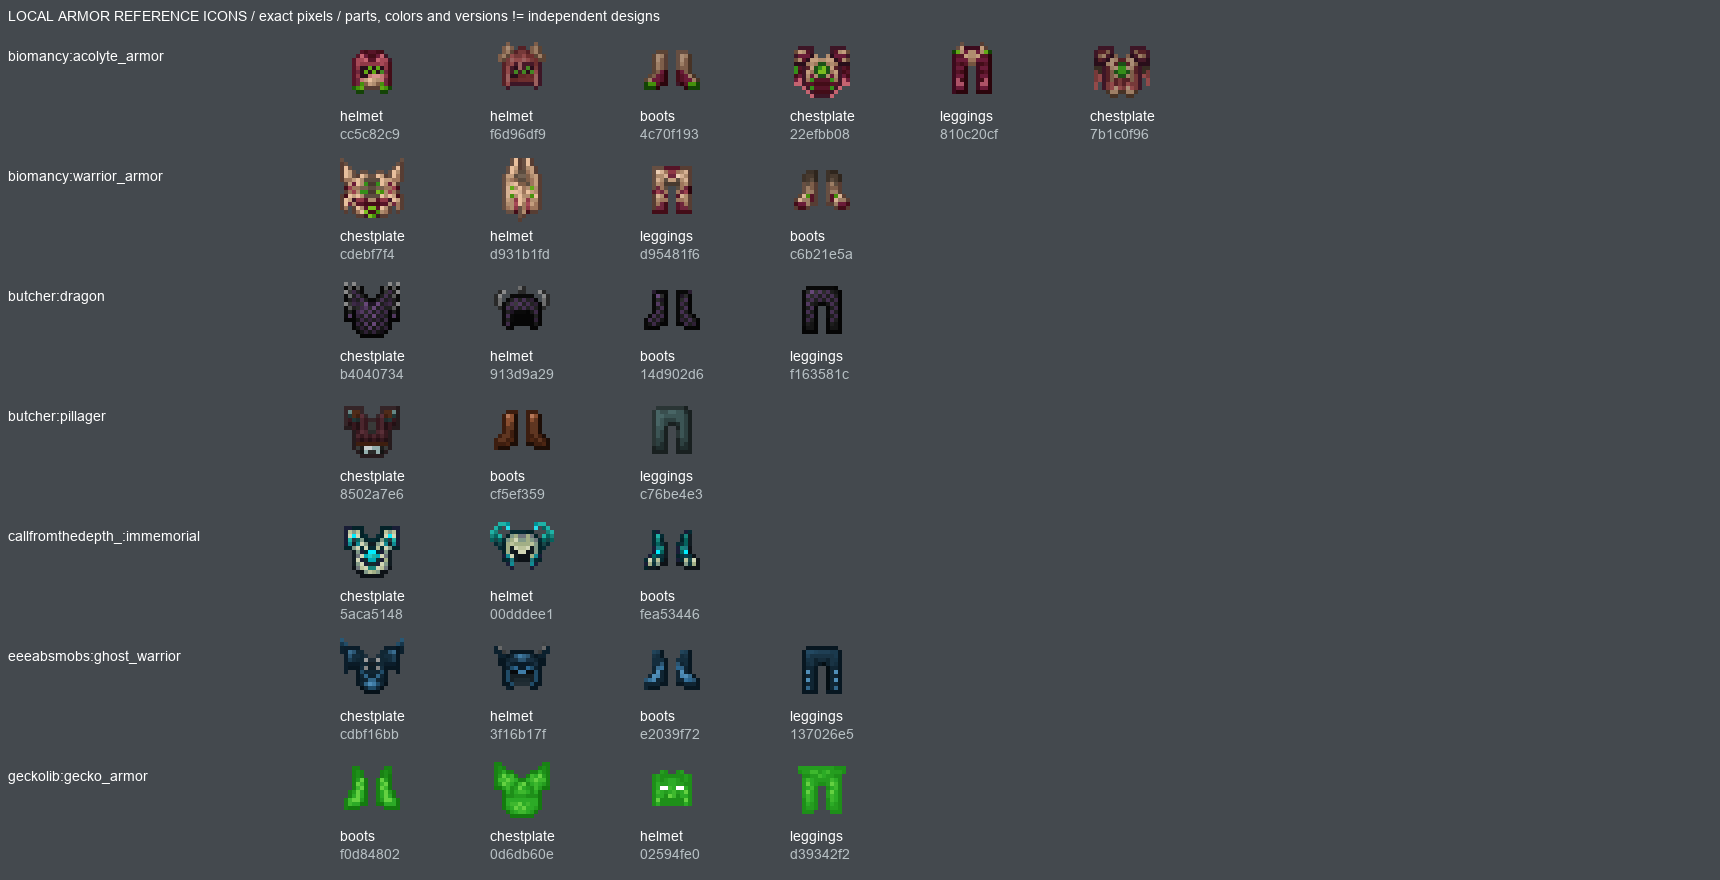 LOCAL ARMOR REFERENCE ICONS / exact pixels / parts, colors and versions != independent designs
biomancy:acolyte_armor
helmet helmet boots chestplate leggings chestplate
cc5c82c9 f6d96df9 4c70f193 22efbb08 810c20cf 7b1c0f96
biomancy:warrior_armor
chestplate helmet leggings boots
cdebf7f4 d931b1fd d95481f6 c6b21e5a
butcher:dragon
chestplate helmet boots leggings
b4040734 913d9a29 14d902d6 f163581c
butcher:pillager
chestplate boots leggings
8502a7e6 cf5ef359 c76be4e3
callfromthedepth_:immemorial
chestplate helmet boots
5aca5148 00dddee1 fea53446
eeeabsmobs:ghost_warrior
chestplate helmet boots leggings
cdbf16bb 3f16b17f e2039f72 137026e5
geckolib:gecko_armor
boots chestplate helmet leggings
f0d84802 0d6db60e 02594fe0 d39342f2